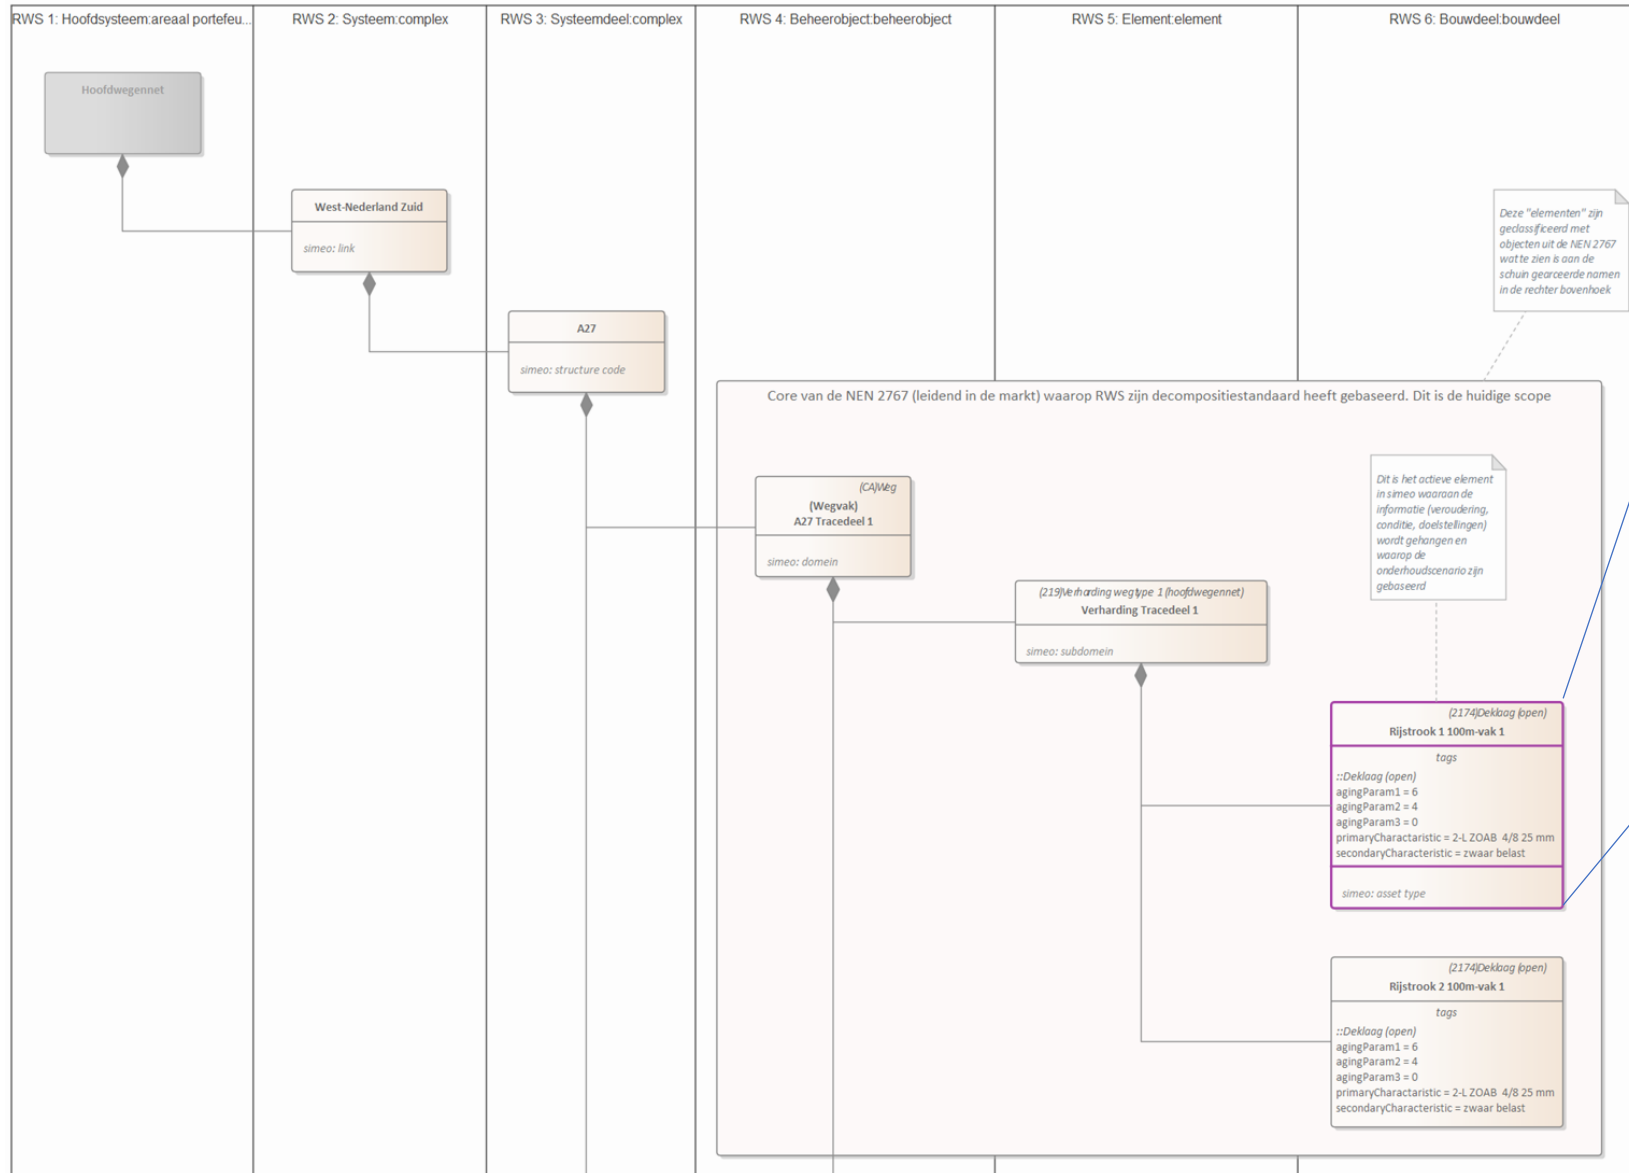 RWS 1: Hoofdsysteem:areaal portefeu...
RWS 2: Systeem:complex
RWS 3: Systeemdeel:complex
RWS 4: Beheerobject:beheerobject
RWS 5: Element:element
RWS 6: Bouwdeel:bouwdeel
Hoofdwegennet
West-Nederland Zuid
simeo: link
A27
simeo: structure code
Deze "elementen" zijn
geclassificeerd met
objecten uit de NEN 2767
wat te zien is aan de
schuin gearceerde namen
in de rechter bovenhoek
Core van de NEN 2767 (leidend in de markt) waarop RWS zijn decompositiestandaard heeft gebaseerd. Dit is de huidige scope
(CA)Weg
(Wegvak)
A27 Tracedeel 1
simeo: domein
Dit is het actieve element
in simeo waaraan de
informatie (veroudering,
conditie, doelstellingen)
wordt gehangen en
waarop de
onderhoudscenario zijn
gebaseerd
(219)Verharding wegtype 1 (hoofdwegennet)
Verharding Tracedeel 1
simeo: subdomein
(2174)Deklaag (open)
Rijstrook 1 100m-vak 1
tags
::Deklaag (open)
agingParam1 = 6
agingParam2 = 4
agingParam3 = 0
primaryCharactaristic = 2-L ZOAB 4/8 25 mm
secondaryCharacteristic = zwaar belast
simeo: asset type
(2174)Deklaag (open)
Rijstrook 2 100m-vak 1
tags
::Deklaag (open)
agingParam1 = 6
agingParam2 = 4
agingParam3 = 0
primaryCharactaristic = 2-L ZOAB 4/8 25 mm
secondaryCharacteristic = zwaar belast